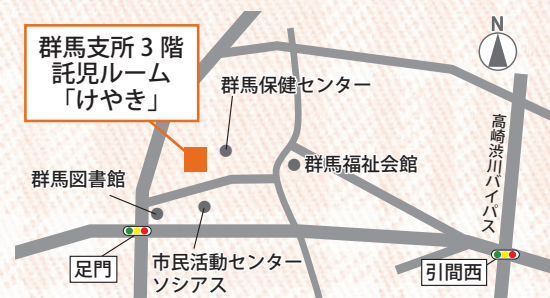 群馬支所３階
託児ルーム
「けやき」
N
群馬保健センター
高崎渋川バイパス
群馬福祉会館
群馬図書館
足門
市民活動センター
ソシアス
引間西